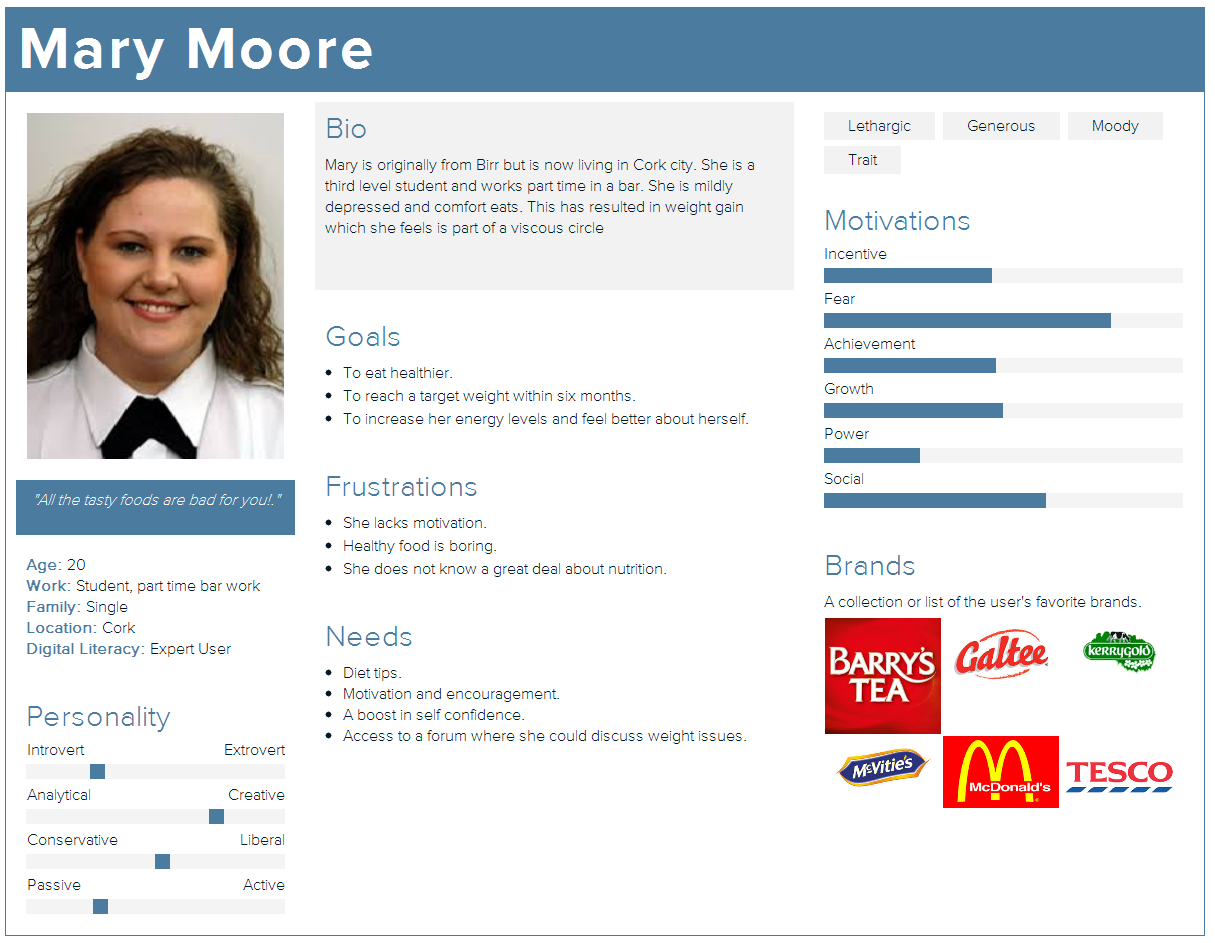 Mary Moore
"All the tasty foods are bad for you!."
Age: 20
Work: Student, part time bar work
Family: Single
Location: Cork
Digital Literacy: Expert User
Personality
Introvert Extrovert
Analytical Creative
Conservative Liberal
Passive Active
Bio
Mary is originally from Birr but is now living in Cork city. She is a
third level student and works part time in a bar. She is mildly
depressed and comfort eats. This has resulted in weight gain
which she feels is part of a viscous circle
Goals
• To eat healthier.
• To reach a target weight within six months.
• To increase her energy levels and feel better about herself.
Frustrations
• She lacks motivation.
• Healthy food is boring.
• She does not know a great deal about nutrition.
Needs
• Diet tips.
• Motivation and encouragement.
• A boost in self confidence.
• Access to a forum where she could discuss weight issues.
Lethargic Generous Moody
Trait
Motivations
Incentive
Fear
Achievement
Growth
Power
Social
Brands
A collection or list of the user's favorite brands.
BARRY'S
TEA
Galtee
kerrygold
McVitie's
McDonald's
TESCO